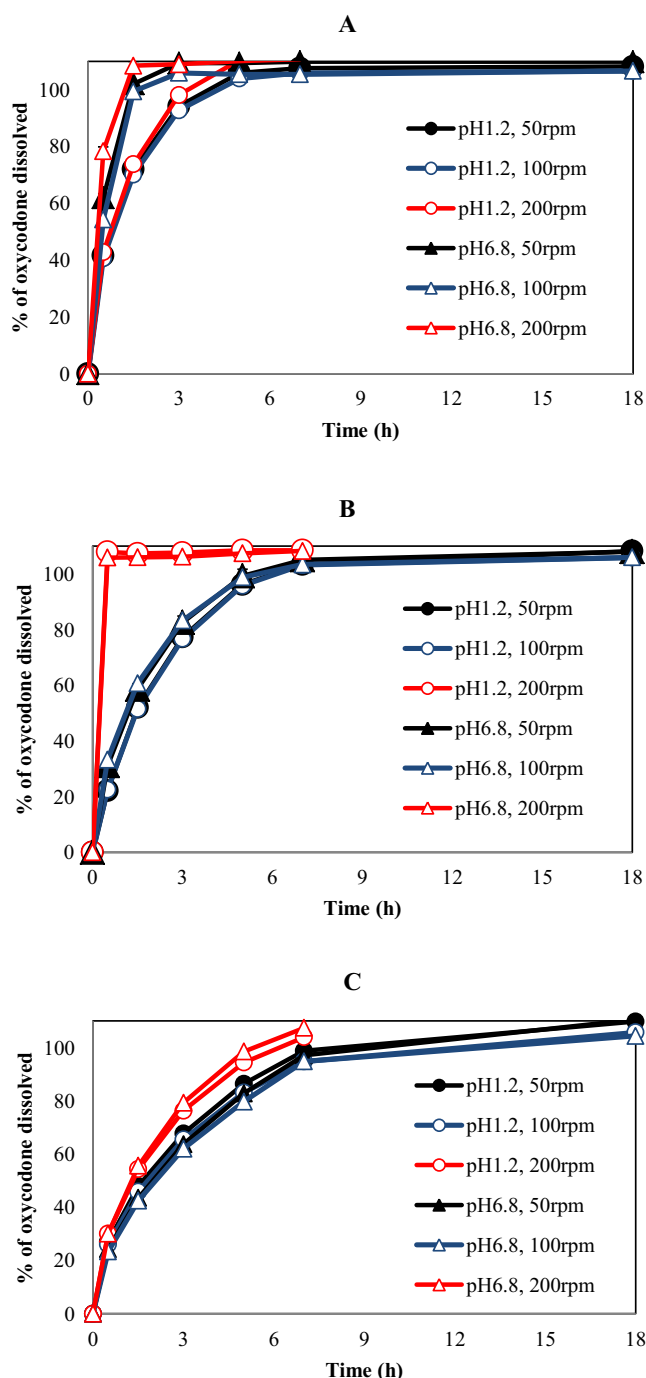 A
% of oxycodone dissolved
100
80
60
40
20
0
pH1.2, 50rpm
pH1.2, 100rpm
pH1.2, 200rpm
pH6.8, 50rpm
pH6.8, 100rpm
pH6.8, 200rpm
0 3 6 9 12 15 18
Time (h)
B
% of oxycodone dissolved
100
80
60
40
20
0
pH1.2, 50rpm
pH1.2, 100rpm
pH1.2, 200rpm
pH6.8, 50rpm
pH6.8, 100rpm
pH6.8, 200rpm
0 3 6 9 12 15 18
Time (h)
C
% of oxycodone dissolved
100
80
60
40
20
0
pH1.2, 50rpm
pH1.2, 100rpm
pH1.2, 200rpm
pH6.8, 50rpm
pH6.8, 100rpm
pH6.8, 200rpm
0 3 6 9 12 15 18
Time (h)